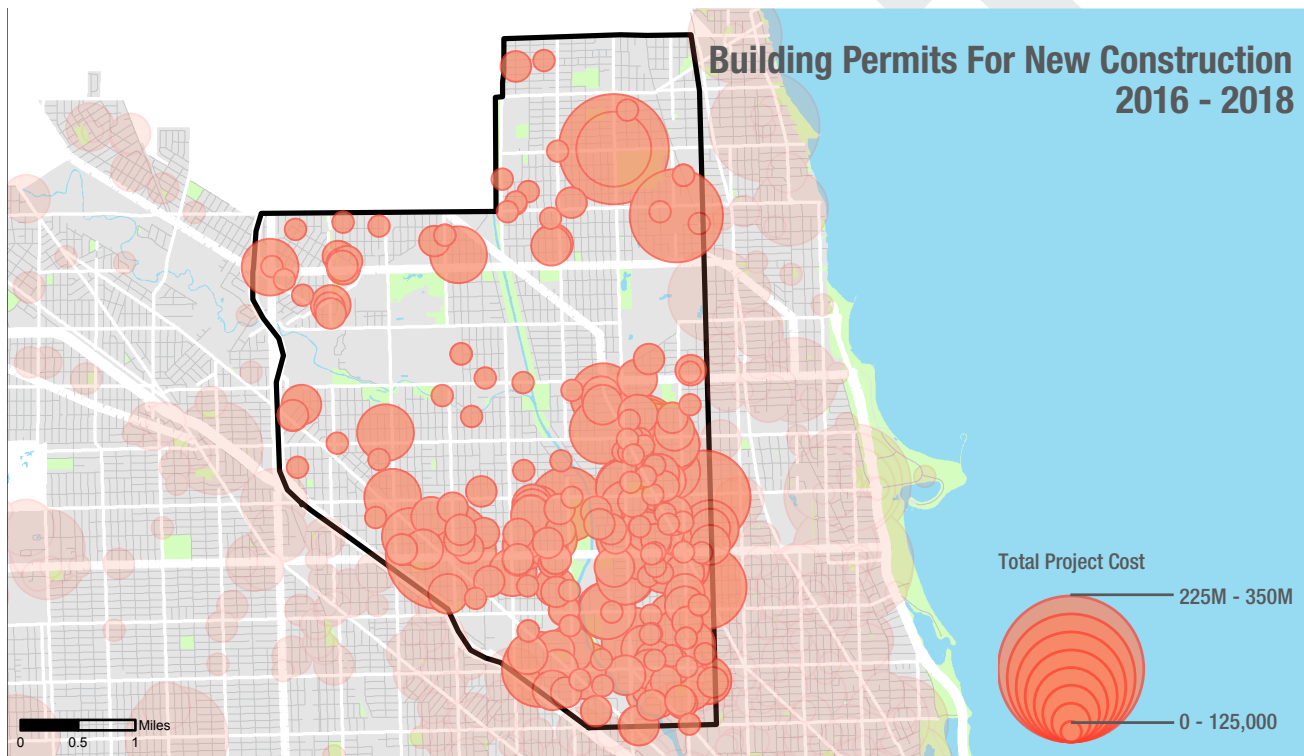 Building Permits For New Construction
2016 - 2018
Total Project Cost
225M - 350M
0 - 125,000
Miles
0 0.5 1